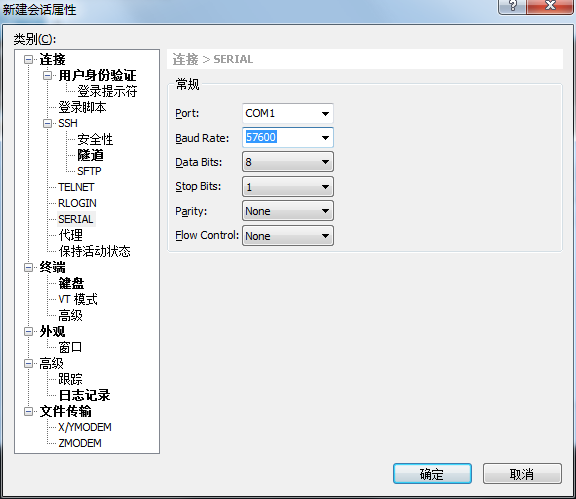 新建会话属性
类别(C):
连接
用户身份验证
登录提示符
登录脚本
SSH
安全性
隧道
SFTP
TELNET
RLOGIN
SERIAL
代理
保持活动状态
终端
键盘
VT 模式
高级
外观
窗口
高级
跟踪
日志记录
文件传输
X/YMODEM
ZMODEM
连接 > SERIAL
常规
Port: COM1
Baud Rate: 57600
Data Bits: 8
Stop Bits: 1
Parity: None
Flow Control: None
确定 取消